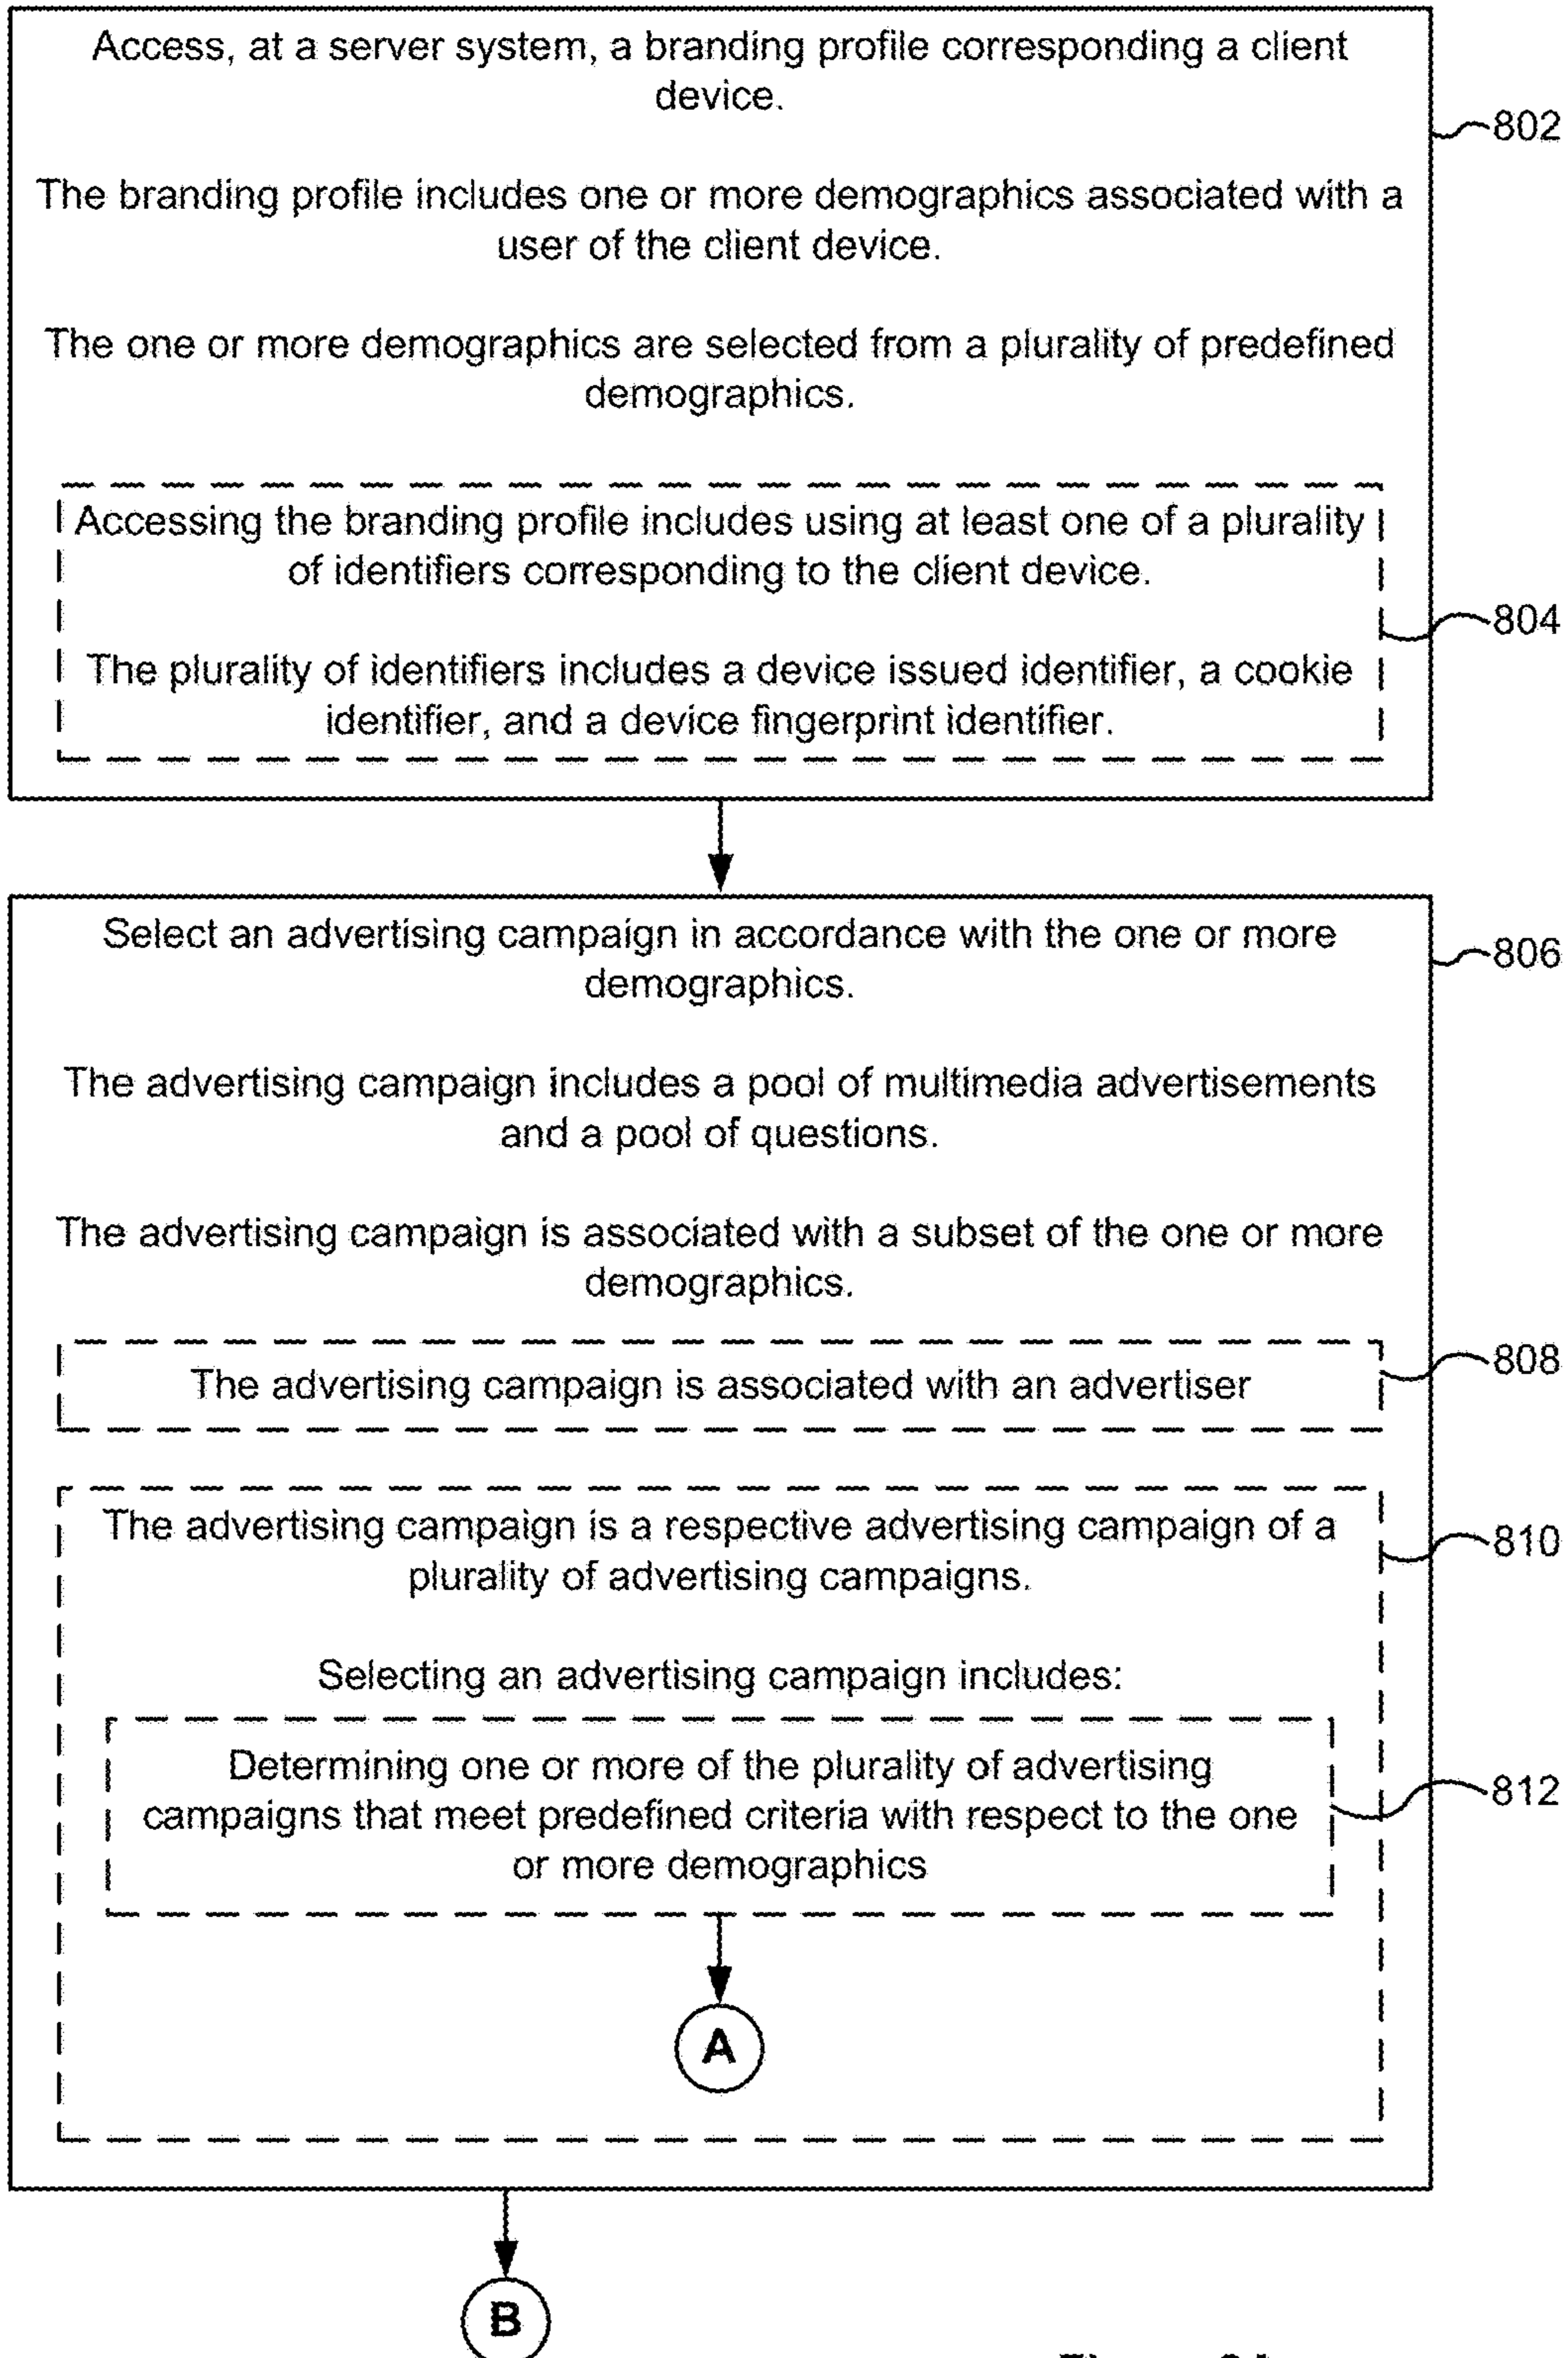 Access, at a server system, a branding profile corresponding a client
device.
802
The branding profile includes one or more demographics associated with a
user of the client device.
The one or more demographics are selected from a plurality of predefined
demographics.
Accessing the branding profile includes using at least one of a plurality
of identifiers corresponding to the client device.
804
The plurality of identifiers includes a device issued identifier, a cookie
identifier, and a device fingerprint identifier.
Select an advertising campaign in accordance with the one or more
demographics.
806
The advertising campaign includes a pool of multimedia advertisements
and a pool of questions.
The advertising campaign is associated with a subset of the one or more
demographics.
The advertising campaign is associated with an advertiser
808
The advertising campaign is a respective advertising campaign of a
plurality of advertising campaigns.
810
Selecting an advertising campaign includes:
Determining one or more of the plurality of advertising
campaigns that meet predefined criteria with respect to the one
or more demographics
812
A
B